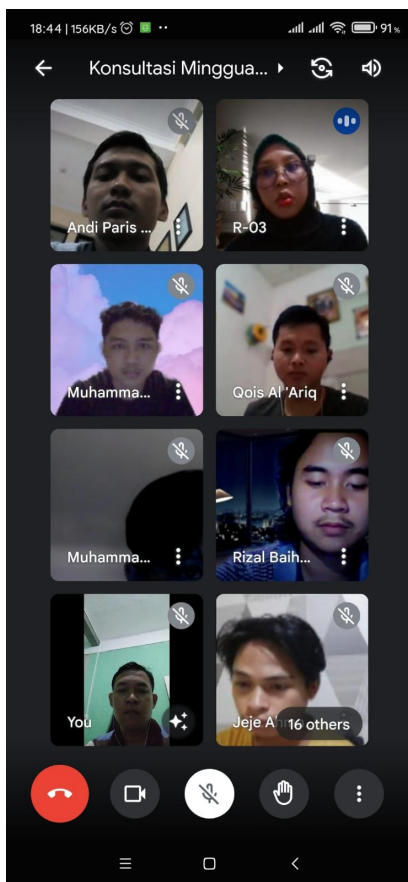 18:44 | 156KB/s
91%
Konsultasi Minggua...
Andi Paris ...
R-03
Muhamma...
Qois Al 'Ariq
Muhamma...
Rizal Baih...
You
Jeje A
16 others